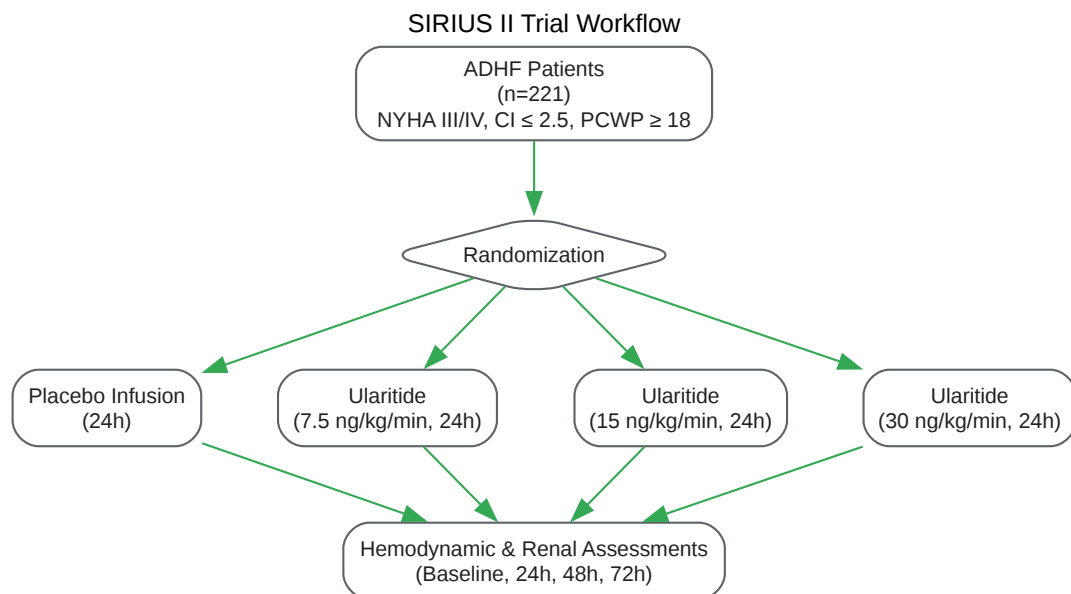 SIRIUS II Trial Workflow
ADHF Patients
(n=221)
NYHA III/IV, CI ≤ 2.5, PCWP ≥ 18
Randomization
Placebo Infusion
(24h)
Ularitide
(7.5 ng/kg/min, 24h)
Ularitide
(15 ng/kg/min, 24h)
Ularitide
(30 ng/kg/min, 24h)
Hemodynamic & Renal Assessments
(Baseline, 24h, 48h, 72h)